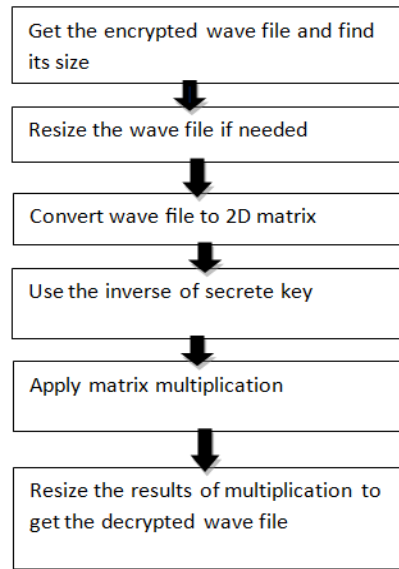 Get the encrypted wave file and find
its size
Resize the wave file if needed
Convert wave file to 2D matrix
Use the inverse of secrete key
Apply matrix multiplication
Resize the results of multiplication to
get the decrypted wave file